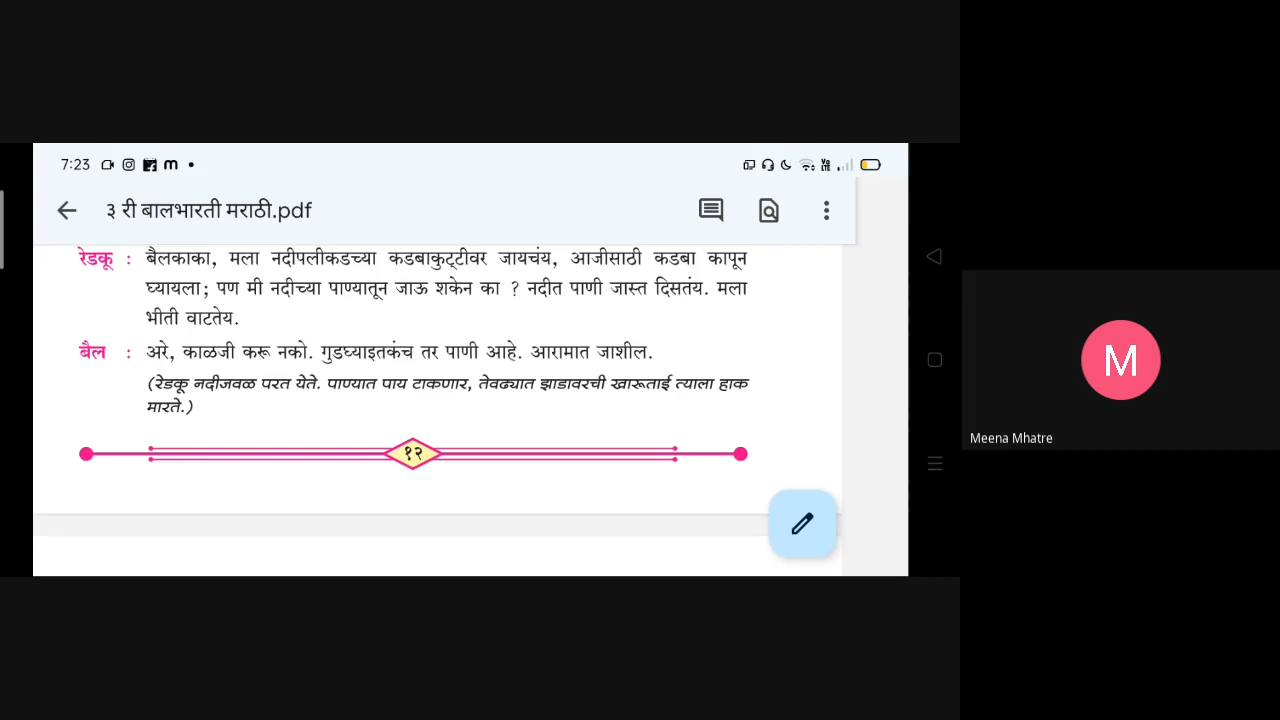 7:23
३ री बालभारती मराठी.pdf
रेडकू : बैलकाका, मला नदीपलीकडच्या कडबाकुट्टीवर जायचंय, आजीसाठी कडबा कापून
घ्यायला; पण मी नदीच्या पाण्यातून जाऊ शकेन का ? नदीत पाणी जास्त दिसतंय. मला
भीती वाटतेय.
बैल : अरे, काळजी करू नको. गुडघ्याइतकंच तर पाणी आहे. आरामात जाशील.
(रेडकू नदीजवळ परत येते. पाण्यात पाय टाकणार, तेवढ्यात झाडावरची खारूताई त्याला हाक
मारते.)
१२
M
Meena Mhatre